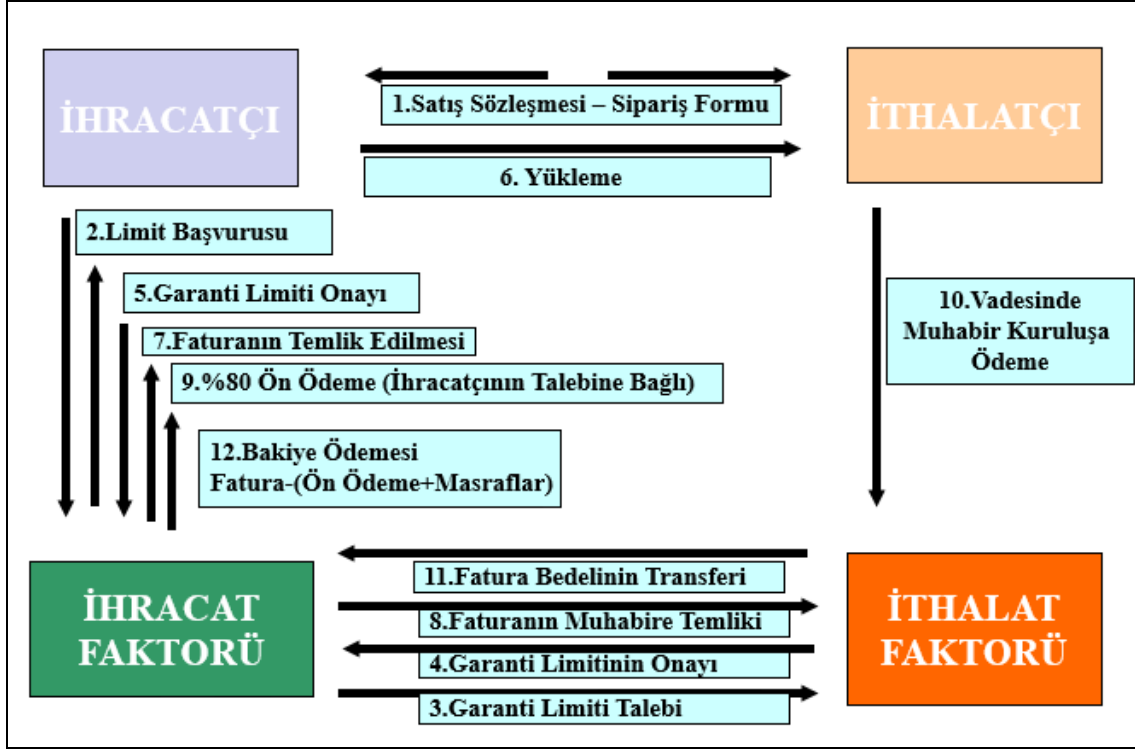 İHRACATÇI
1.Satış Sözleşmesi – Sipariş Formu
İTHALATÇI
6. Yükleme
2.Limit Başvurusu
5.Garanti Limiti Onayı
7.Faturanın Temlik Edilmesi
9.%80 Ön Ödeme (İhracatçının Talebine Bağlı)
12.Bakiye Ödemesi
Fatura-(Ön Ödeme+Masraflar)
10.Vadesinde
Muhabir Kuruluşa
Ödeme
İHRACAT
FAKTORÜ
11.Fatura Bedelinin Transferi
8.Faturanın Muhabire Temliki
4.Garanti Limitinin Onayı
3.Garanti Limiti Talebi
İTHALAT
FAKTORÜ